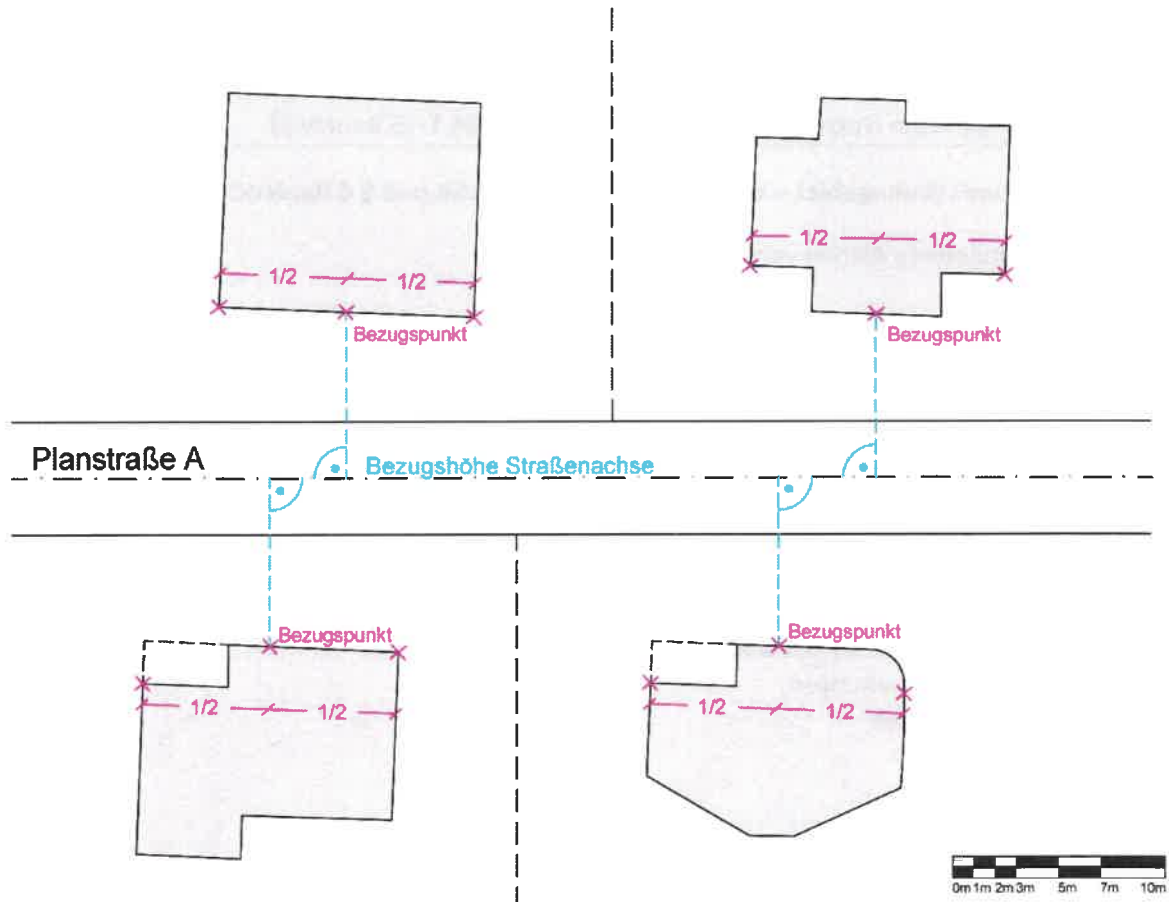 1/2 1/2
1/2 1/2
Bezugspunkt
Bezugspunkt
Planstraße A
Bezugshöhe Straßenachse
Bezugspunkt
Bezugspunkt
1/2 1/2
1/2 1/2
0m 1m 2m 3m 5m 7m 10m